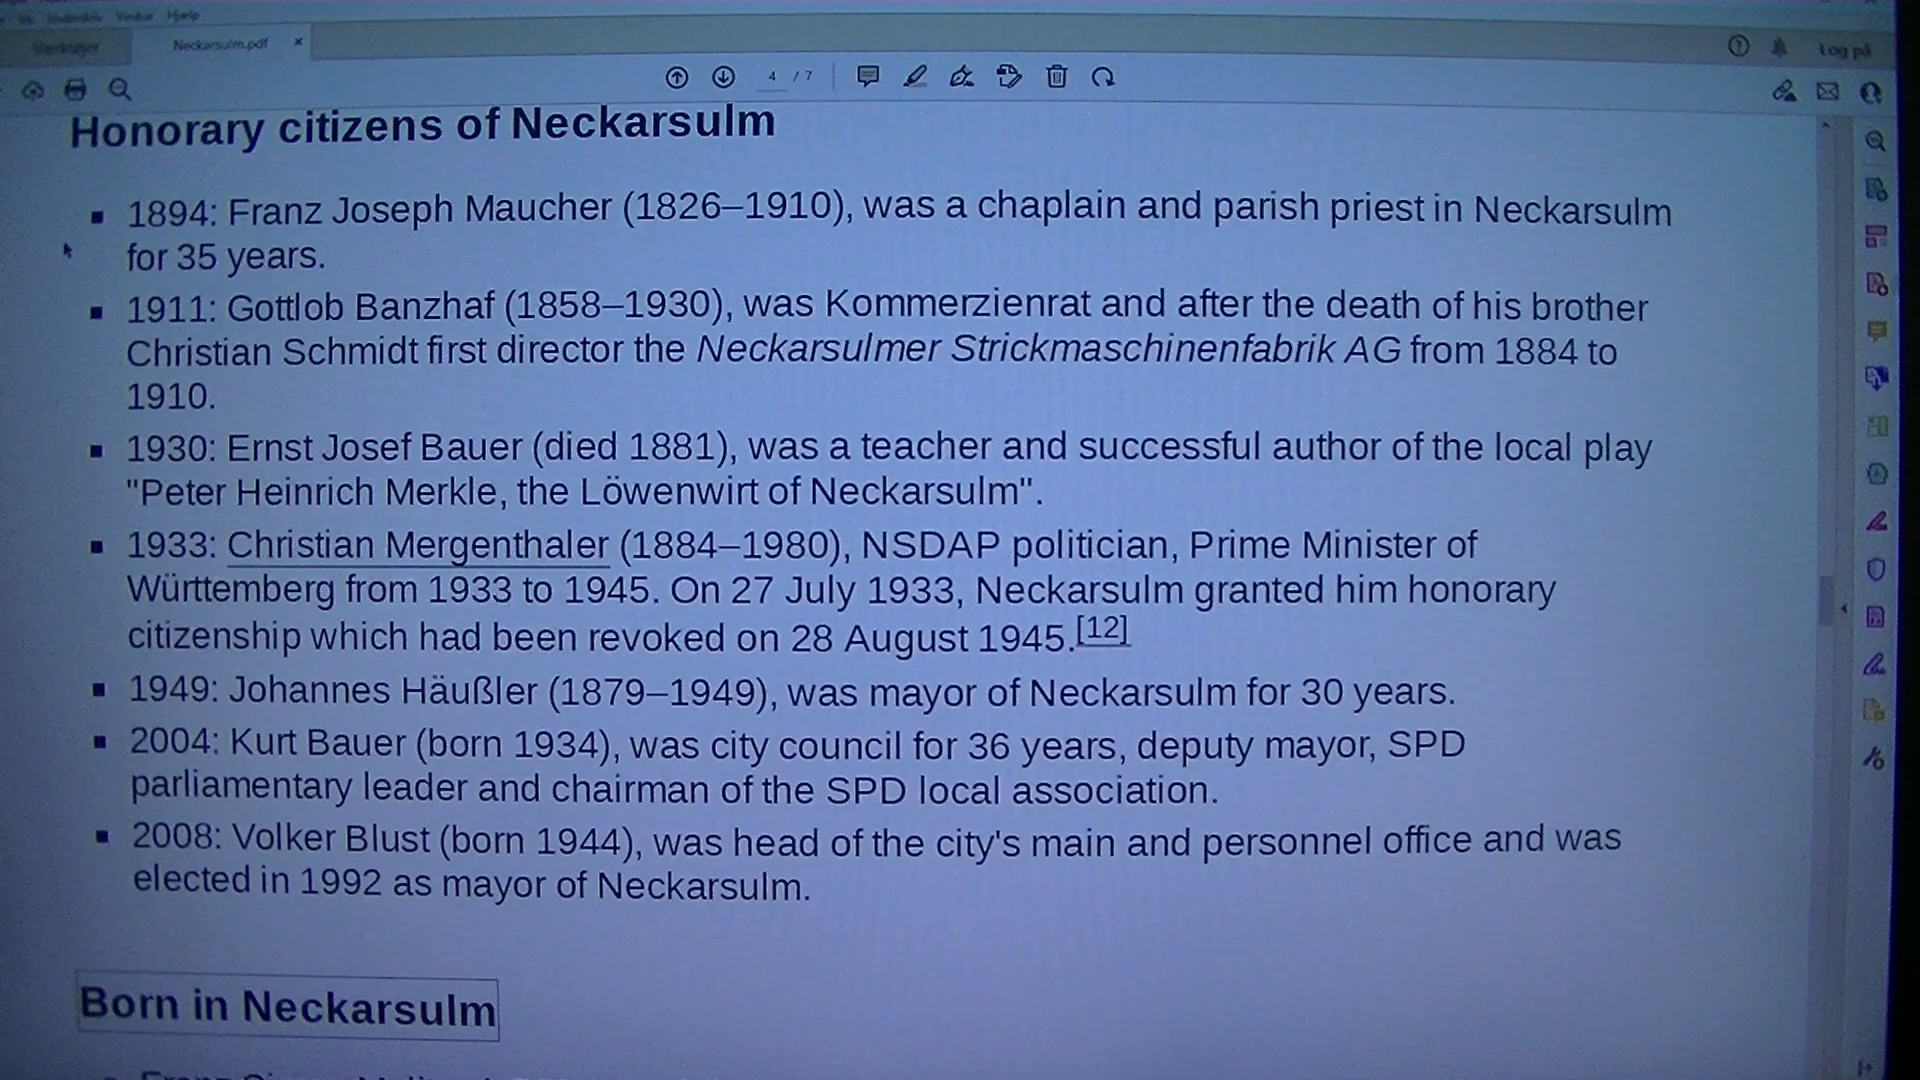 Vindue Hjælp
Værktøjer
Neckarsulm.pdf ×
Log på
4 / 7
Honorary citizens of Neckarsulm
▪ 1894: Franz Joseph Maucher (1826–1910), was a chaplain and parish priest in Neckarsulm
for 35 years.
▪ 1911: Gottlob Banzhaf (1858–1930), was Kommerzienrat and after the death of his brother
Christian Schmidt first director the Neckarsulmer Strickmaschinenfabrik AG from 1884 to
1910.
▪ 1930: Ernst Josef Bauer (died 1881), was a teacher and successful author of the local play
"Peter Heinrich Merkle, the Löwenwirt of Neckarsulm".
▪ 1933: Christian Mergenthaler (1884–1980), NSDAP politician, Prime Minister of
Württemberg from 1933 to 1945. On 27 July 1933, Neckarsulm granted him honorary
citizenship which had been revoked on 28 August 1945.[12]
▪ 1949: Johannes Häußler (1879–1949), was mayor of Neckarsulm for 30 years.
▪ 2004: Kurt Bauer (born 1934), was city council for 36 years, deputy mayor, SPD
parliamentary leader and chairman of the SPD local association.
▪ 2008: Volker Blust (born 1944), was head of the city's main and personnel office and was
elected in 1992 as mayor of Neckarsulm.
Born in Neckarsulm